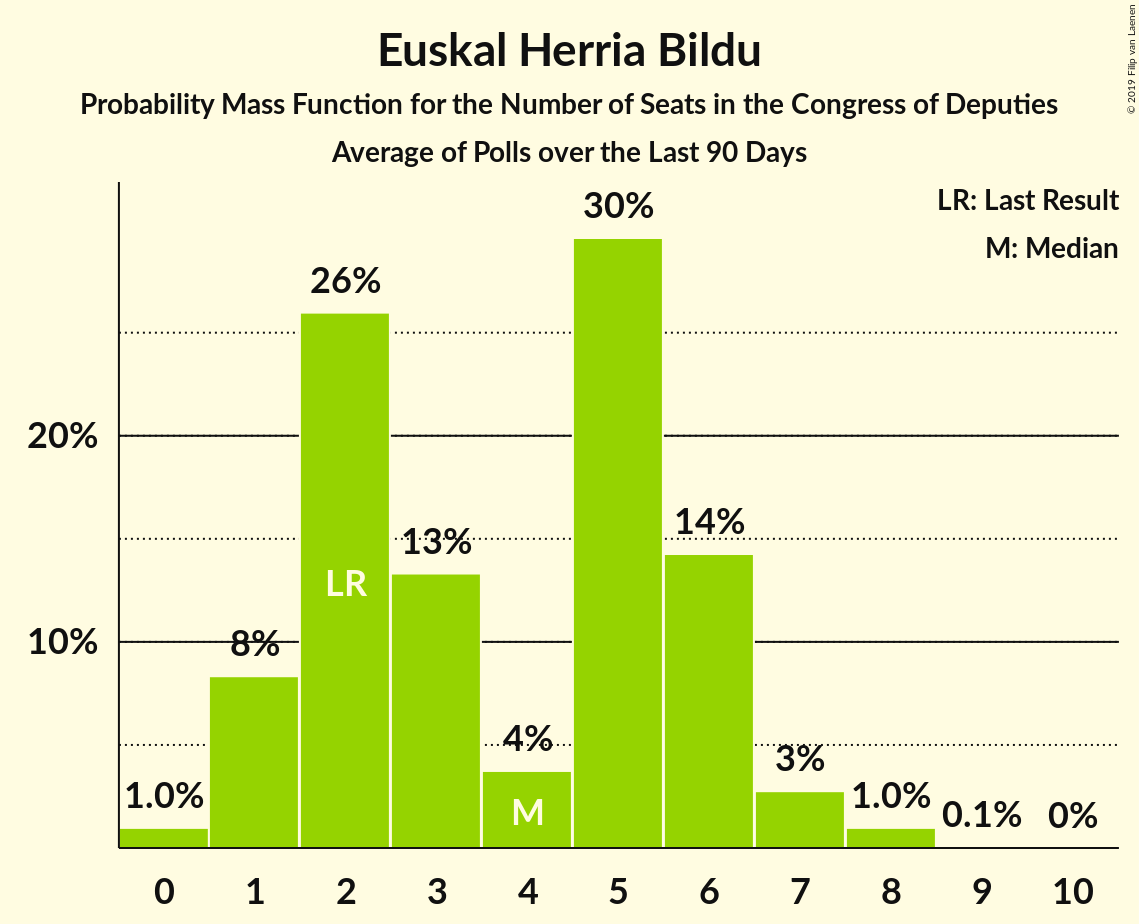 Euskal Herria Bildu
Probability Mass Function for the Number of Seats in the Congress of Deputies
Average of Polls over the Last 90 Days
© 2019 Filip van Laenen
LR: Last Result
M: Median
30%
26%
20%
14%
13%
LR
10%
8%
4%
3%
1.0%
1.0%
0.1%
0%
M
0 1 2 3 4 5 6 7 8 9 10